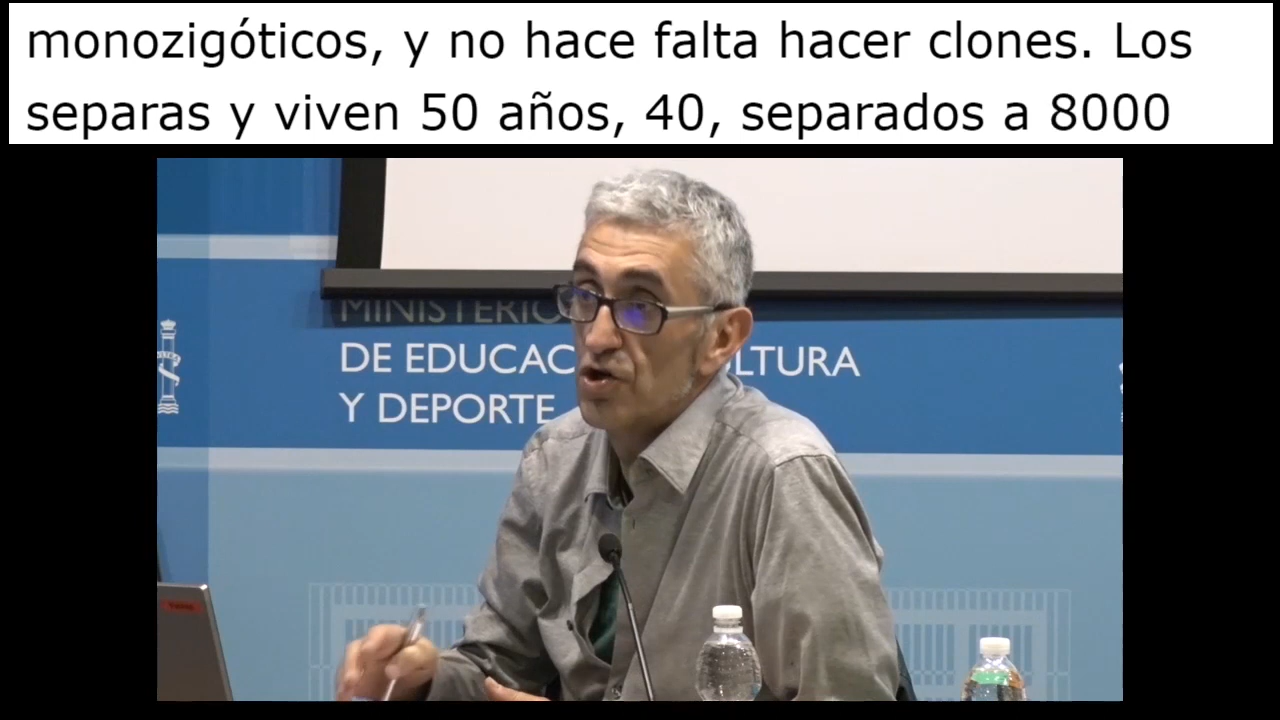 monozigóticos, y no hace falta hacer clones. Los
separas y viven 50 años, 40, separados a 8000
MINISTERIO
DE EDUCAC LTURA
Y DEPORTE